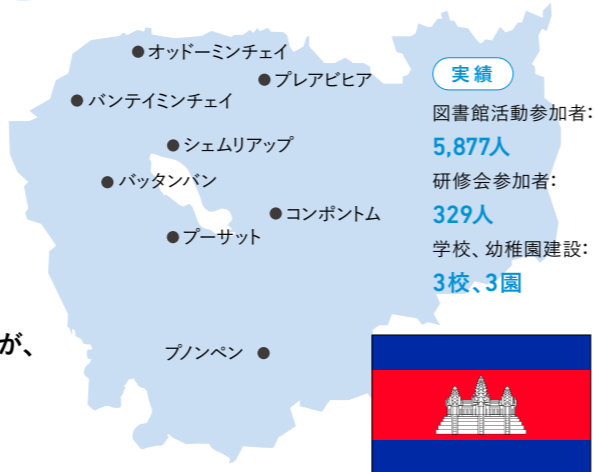 オッドーミンチェイ
プレアビヒア
バンテイミンチェイ
シェムリアップ
バッタンバン
コンポントム
プーサット
プノンペン
が、
実績
図書館活動参加者：
5,877人
研修会参加者：
329人
学校、幼稚園建設：
3校、3園